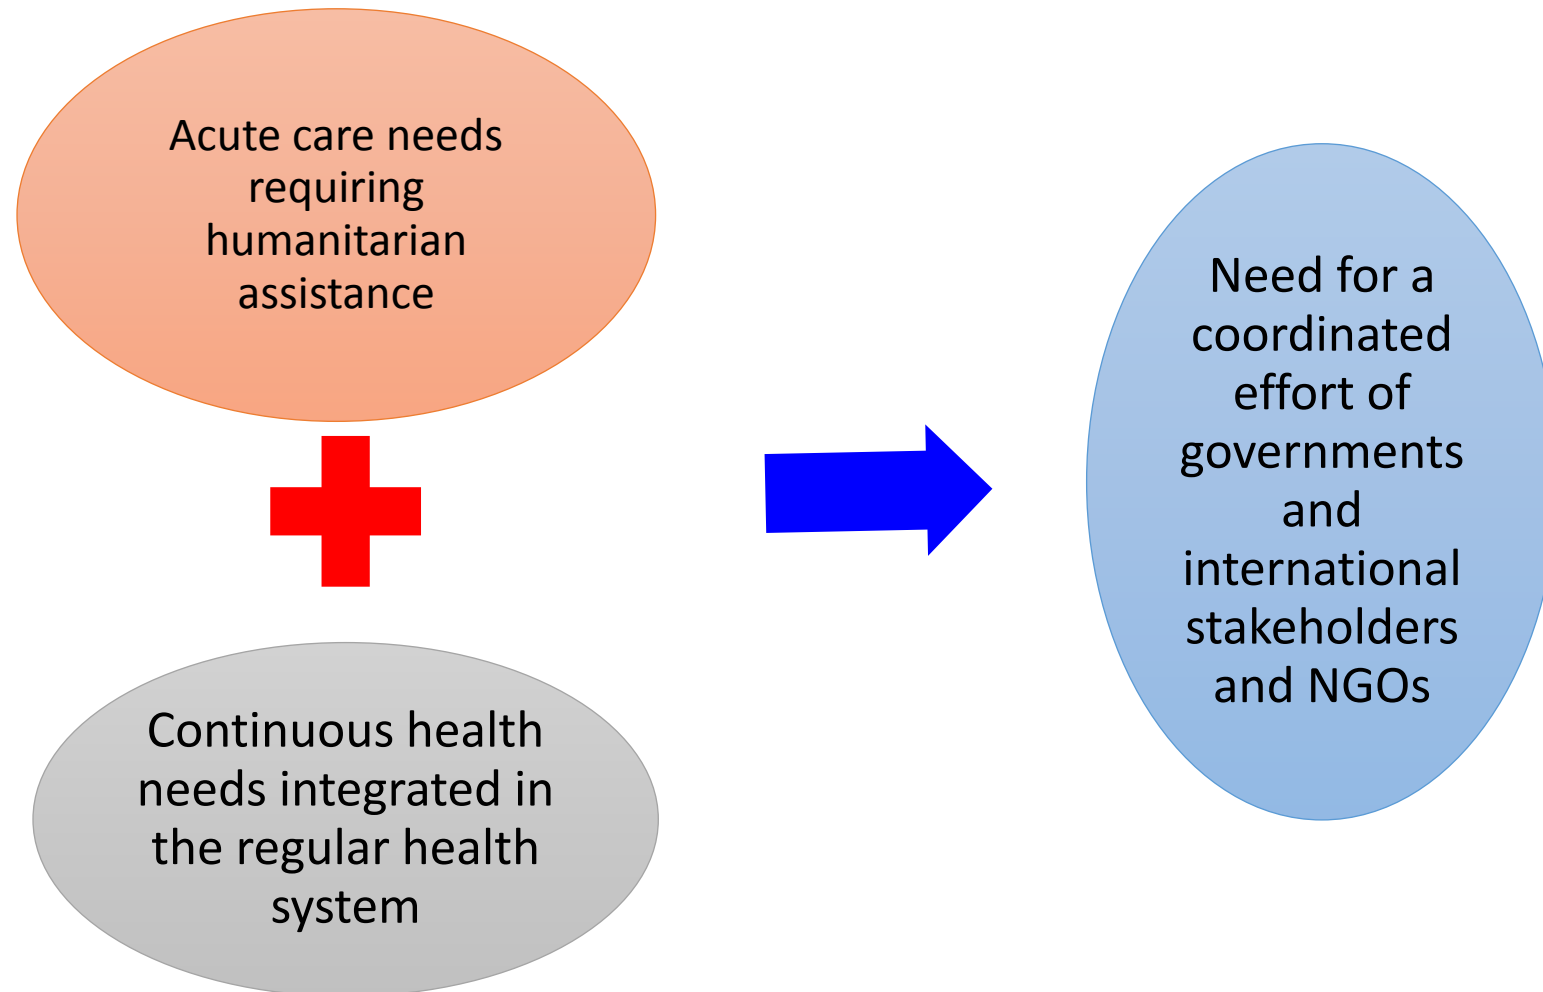 Acute care needs
requiring
humanitarian
assistance
Continuous health
needs integrated in
the regular health
system
Need for a
coordinated
effort of
governments
and
international
stakeholders
and NGOs